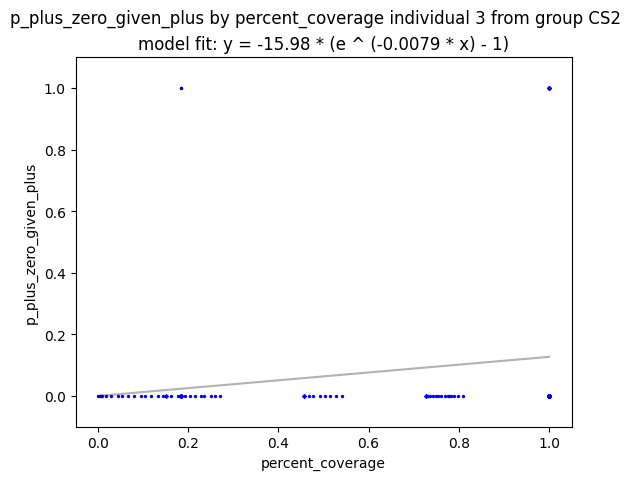 p_plus_zero_given_plus by percent_coverage individual 3 from group CS2
model fit: y = -15.98 * (e ^ (-0.0079 * x) - 1)
1.0
0.8
0.6
0.4
0.2
0.0
p_plus_zero_given_plus
0.0 0.2 0.4 0.6 0.8 1.0
percent_coverage